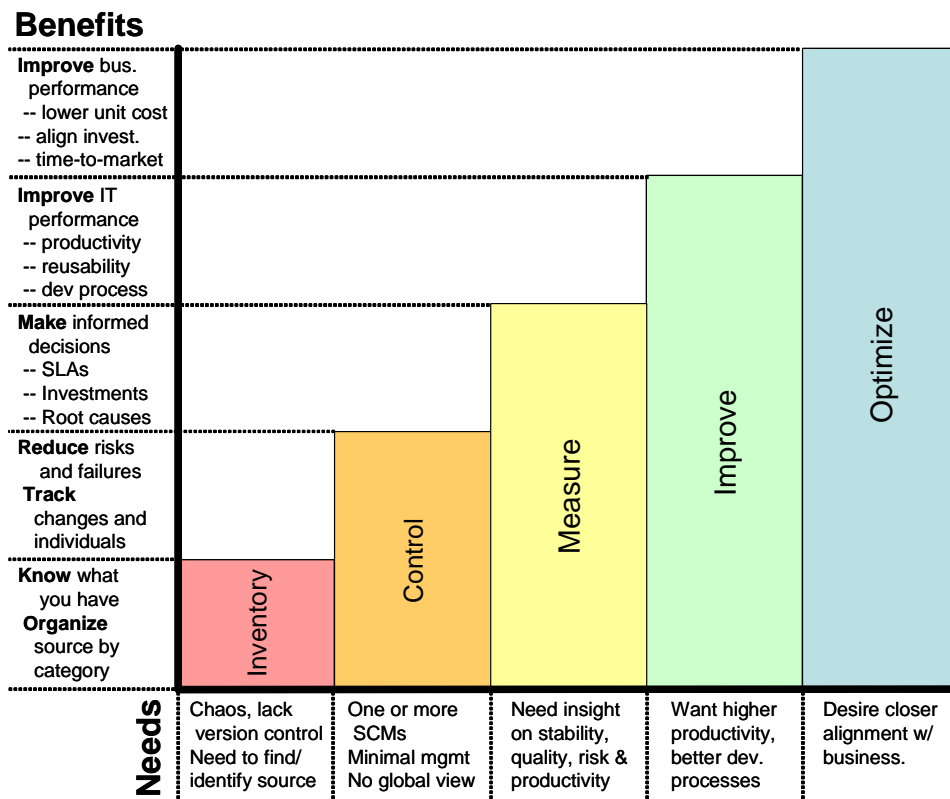 Benefits
Improve bus.
performance
-- lower unit cost
-- align invest.
-- time-to-market
Improve IT
performance
-- productivity
-- reusability
-- dev process
Make informed
decisions
-- SLAs
-- Investments
-- Root causes
Reduce risks
and failures
Track
changes and
individuals
Know what
you have
Organize
source by
category
Inventory
Control
Measure
Improve
Optimize
Needs
Chaos, lack
version control
Need to find/
identify source
One or more
SCMs
Minimal mgmt
No global view
Need insight
on stability,
quality, risk &
productivity
Want higher
productivity,
better dev.
processes
Desire closer
alignment w/
business.